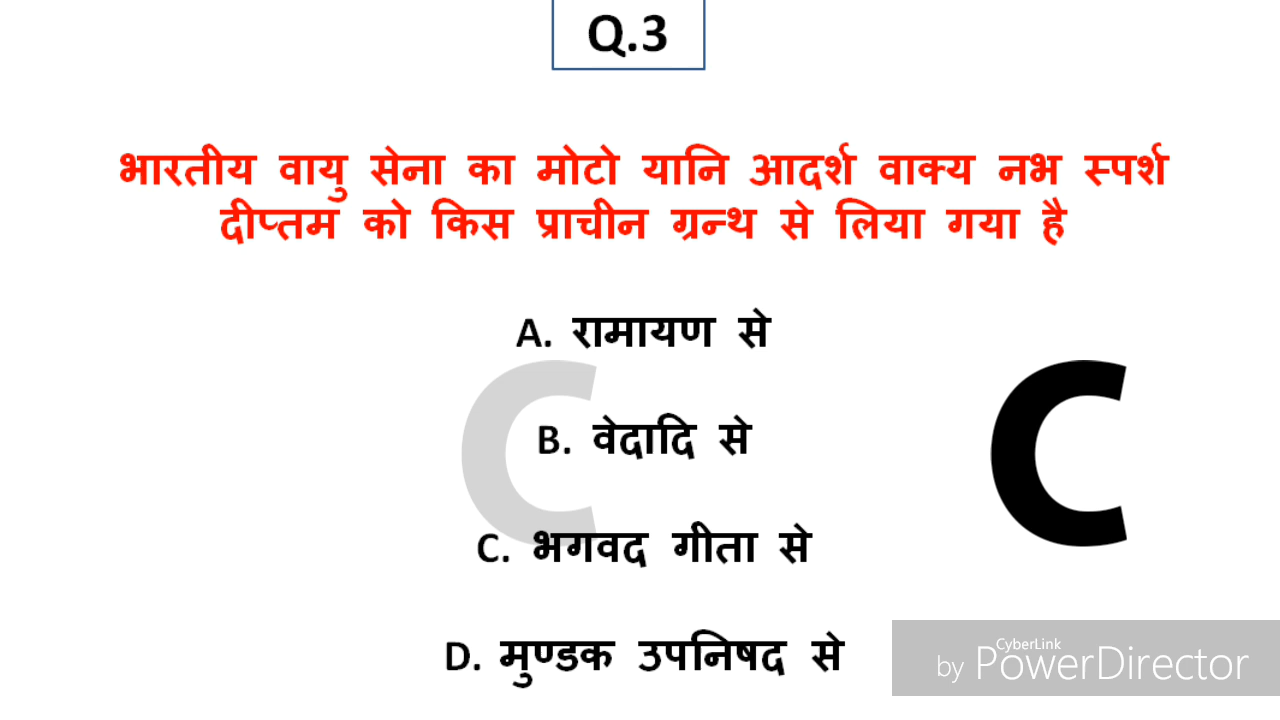 Q.3
भारतीय वायु सेना का मोटो यानि आदर्श वाक्य नभ स्पर्श
दीप्तम को किस प्राचीन ग्रन्थ से लिया गया है
A. रामायण से
B. वेदादि से
C
C
C. भगवद गीता से
D. मुण्डक उपनिषद से
CyberLink
by PowerDirector